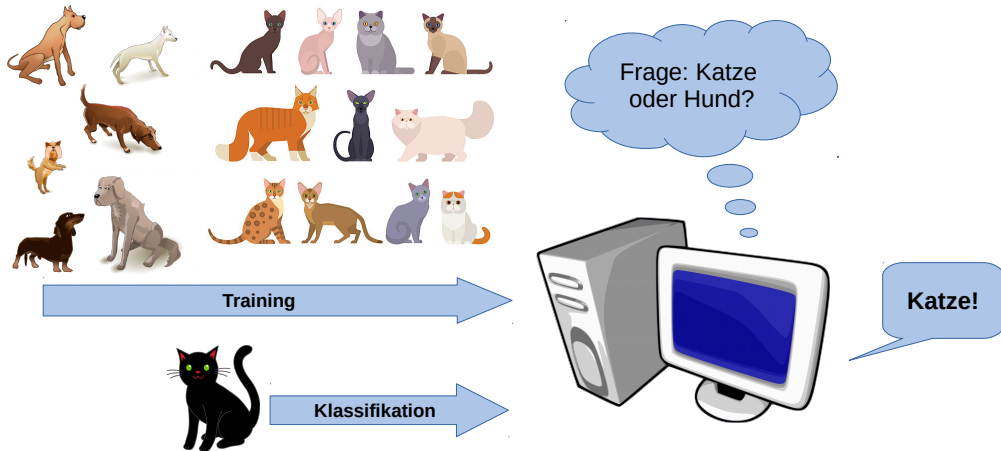 Frage: Katze
oder Hund?
Training
Katze!
Klassifikation